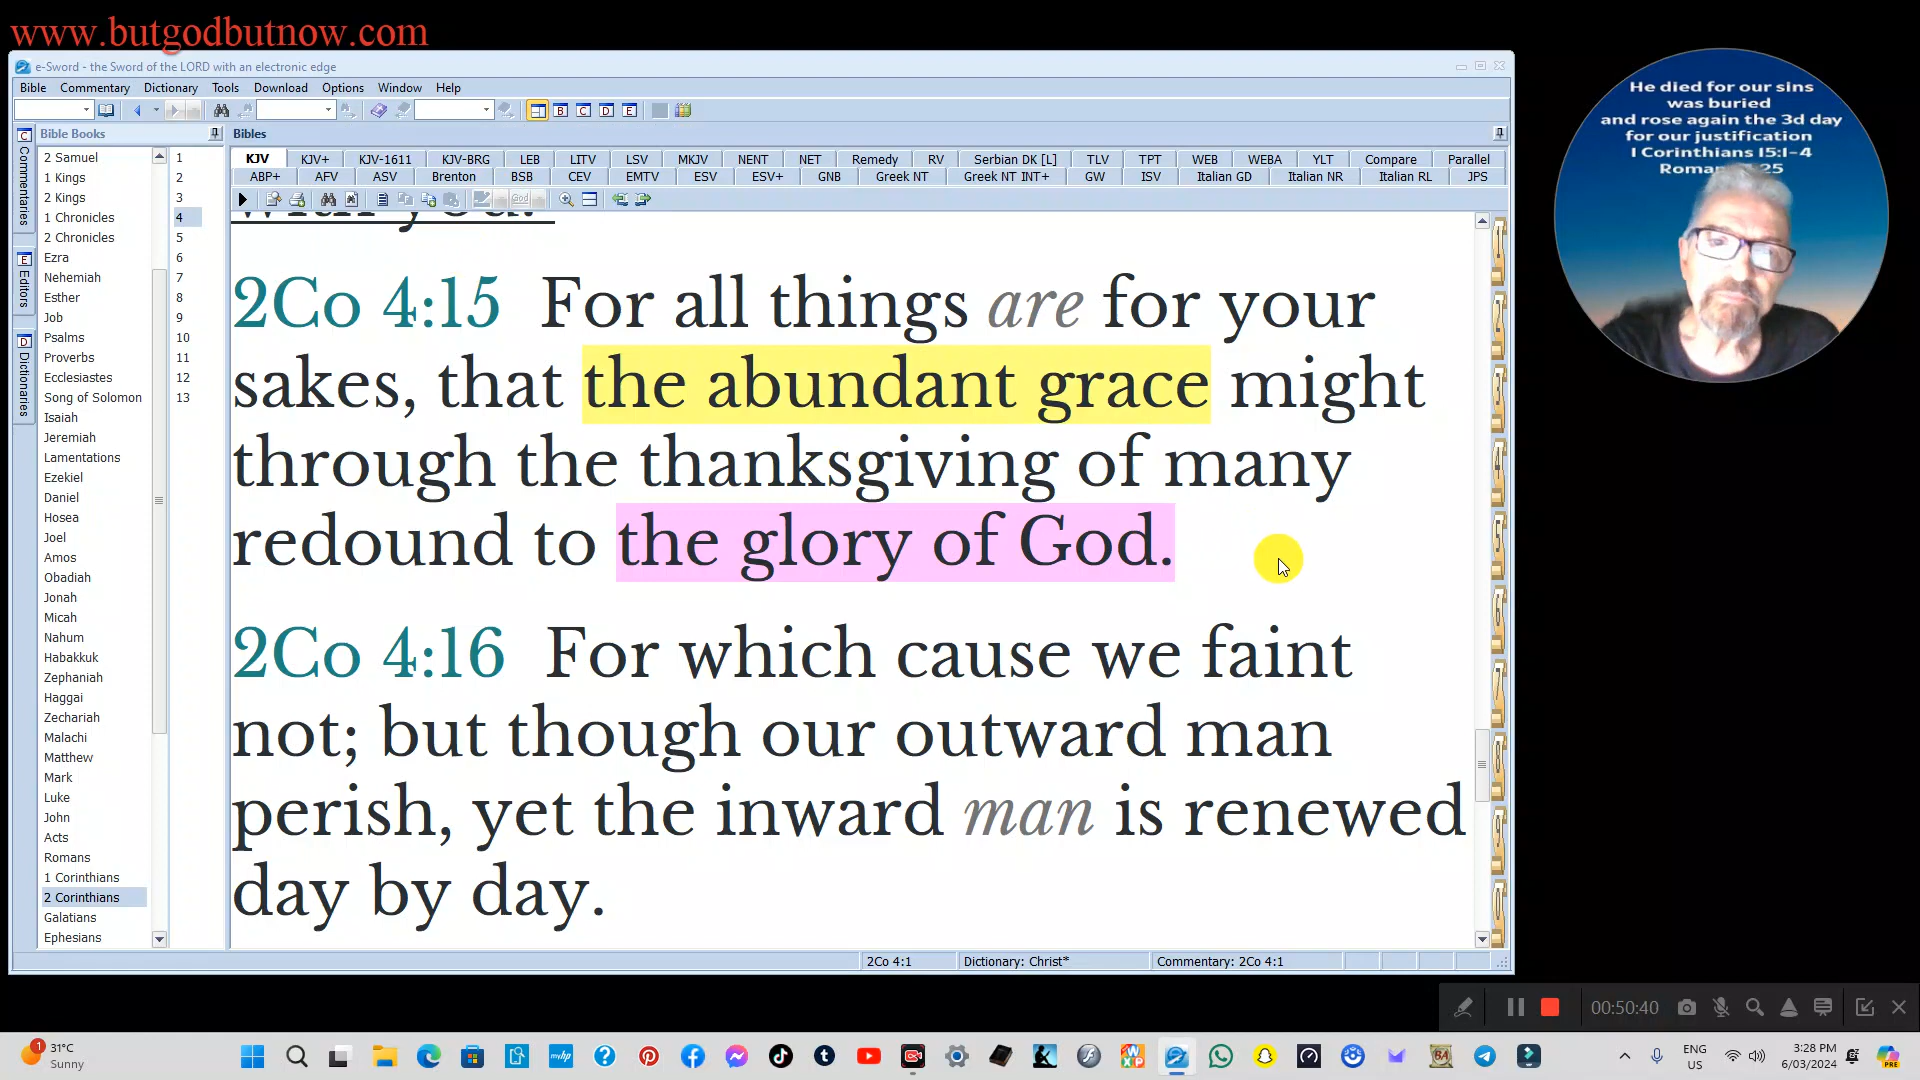 www.butgodbutnow.com
e-Sword - the Sword of the LORD with an electronic edge
Bible Commentary Dictionary Tools Download Options Window Help
B C D E
Bible Books
Bibles
C Commentaries
E Editors
D Dictionaries
KJV KJV+ KJV-1611 KJV-BRG LEB LITV LSV MKJV NENT NET Remedy RV Serbian DK [L] TLV TPT WEB WEBA YLT Compare Parallel
ABP+ AFV ASV Brenton BSB CEV EMTV ESV ESV+ GNB Greek NT Greek NT INT+ GW ISV Italian GD Italian NR Italian RL JPS
2 Samuel
1 Kings
2 Kings
1 Chronicles
2 Chronicles
Ezra
Nehemiah
Esther
Job
Psalms
Proverbs
Ecclesiastes
Song of Solomon
Isaiah
Jeremiah
Lamentations
Ezekiel
Daniel
Hosea
Joel
Amos
Obadiah
Jonah
Micah
Nahum
Habakkuk
Zephaniah
Haggai
Zechariah
Malachi
Matthew
Mark
Luke
John
Acts
Romans
1 Corinthians
2 Corinthians
Galatians
Ephesians
1
2
3
4
5
6
7
8
9
10
11
12
13
with you.
2Co 4:15 For all things are for your
sakes, that the abundant grace might
through the thanksgiving of many
redound to the glory of God.
2Co 4:16 For which cause we faint
not; but though our outward man
perish, yet the inward man is renewed
day by day.
2Co 4:1 Dictionary: Christ* Commentary: 2Co 4:1
He died for our sins
was buried
and rose again the 3d day
for our justification
1 Corinthians 15:1-4
25
00:50:40
31°C
Sunny
ENG
US
3:28 PM
6/03/2024